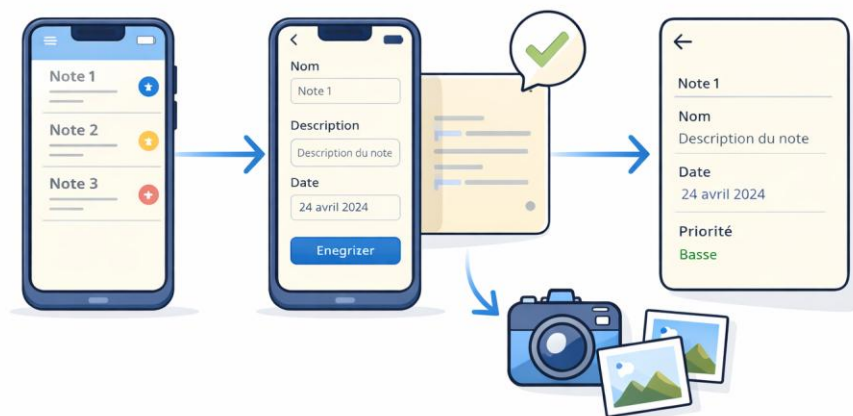 Note 1
Note 2
Note 3
Nom
Note 1
Description
Description du note
Date
24 avril 2024
Enegrizer
Note 1
Nom
Description du note
Date
24 avril 2024
Priorité
Basse